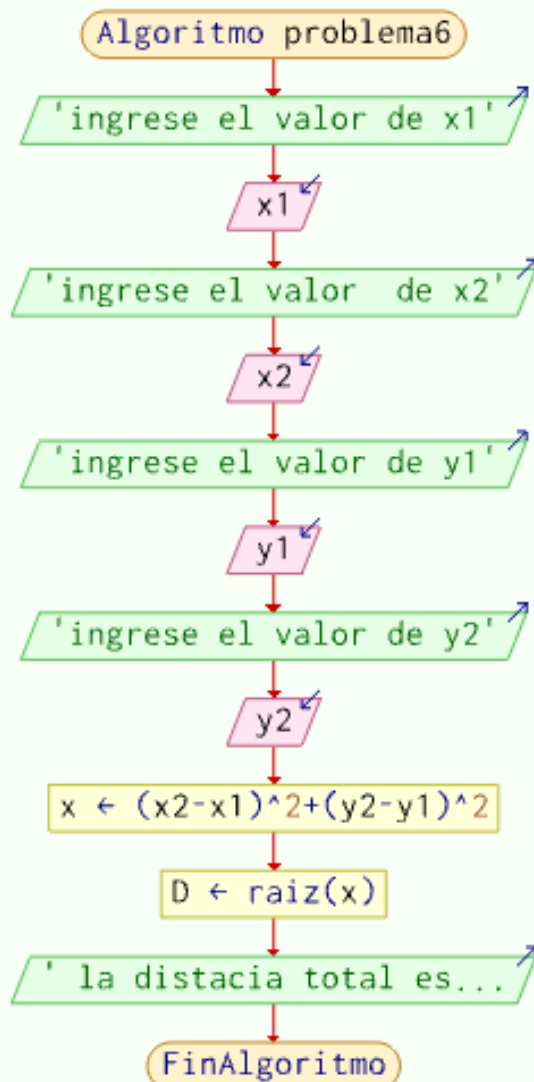 Algoritmo problema6
'ingrese el valor de x1'
x1
'ingrese el valor  de x2'
x2
'ingrese el valor de y1'
y1
'ingrese el valor de y2'
y2
x ← (x2-x1)^2+(y2-y1)^2
D ← raiz(x)
' la distacia total es...
FinAlgoritmo